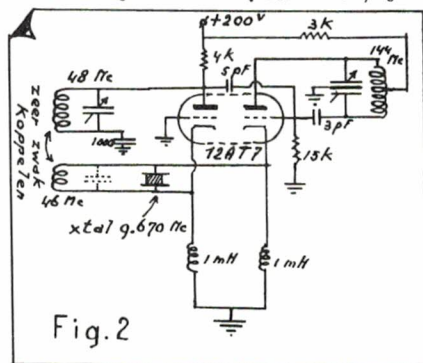 +200V
3K
4K
5pF
144
Mc
48 Mc
zeer zwak
koppelen
1000
3pF
12AT7
15K
46 Mc
xtal 9.670 Mc
1mH
1mH
Fig.2